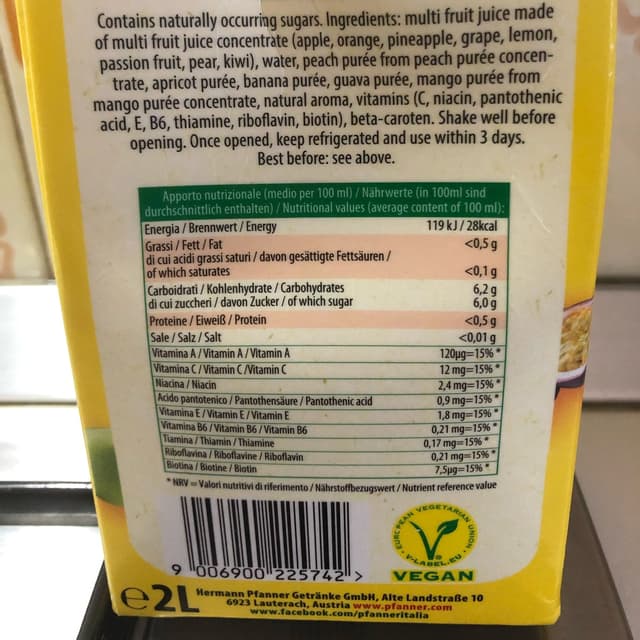 Contains naturally occurring sugars. Ingredients: multi fruit juice made
of multi fruit juice concentrate (apple, orange, pineapple, grape, lemon,
passion fruit, pear, kiwi), water, peach purée from peach purée concen-
trate, apricot purée, banana purée, guava purée, mango purée from
mango purée concentrate, natural aroma, vitamins (C, niacin, pantothenic
acid, E, B6, thiamine, riboflavin, biotin), beta-caroten. Shake well before
opening. Once opened, keep refrigerated and use within 3 days.
Best before: see above.
Apporto nutrizionale (medio per 100 ml) / Nährwerte (in 100ml sind
durchschnittlich enthalten) / Nutritional values (average content of 100 ml):
Energia / Brennwert / Energy 119 kJ / 28kcal
Grassi / Fett / Fat <0,5 g
di cui acidi grassi saturi / davon gesättigte Fettsäuren /
of which saturates <0,1 g
Carboidrati / Kohlenhydrate / Carbohydrates 6,2 g
di cui zuccheri / davon Zucker / of which sugar 6,0 g
Proteine / Eiweiß / Protein <0,5 g
Sale / Salz / Salt <0,01 g
Vitamina A / Vitamin A / Vitamin A 120µg=15% *
Vitamina C / Vitamin C /Vitamin C 12 mg=15% *
Niacina / Niacin 2,4 mg=15% *
Acido pantotenico / Pantothensäure / Pantothenic acid 0,9 mg=15% *
Vitamina E / Vitamin E / Vitamin E 1,8 mg=15% *
Vitamina B6 / Vitamin B6 / Vitamin B6 0,21 mg=15% *
Tiamina / Thiamin / Thiamine 0,17 mg=15% *
Riboflavina / Riboflavine / Riboflavin 0,21 mg=15% *
Biotina / Biotine / Biotin 7,5µg=15% *
* NRV = Valori nutritivi di riferimento / Nährstoffbezugswert / Nutrient reference value
EUROPEAN VEGETARIAN UNION
V-LABEL.EU
VEGAN
9 006900 225742 >
e2L
Hermann Pfanner Getränke GmbH, Alte Landstraße 10
6923 Lauterach, Austria www.pfanner.com
www.facebook.com/pfanneritalia